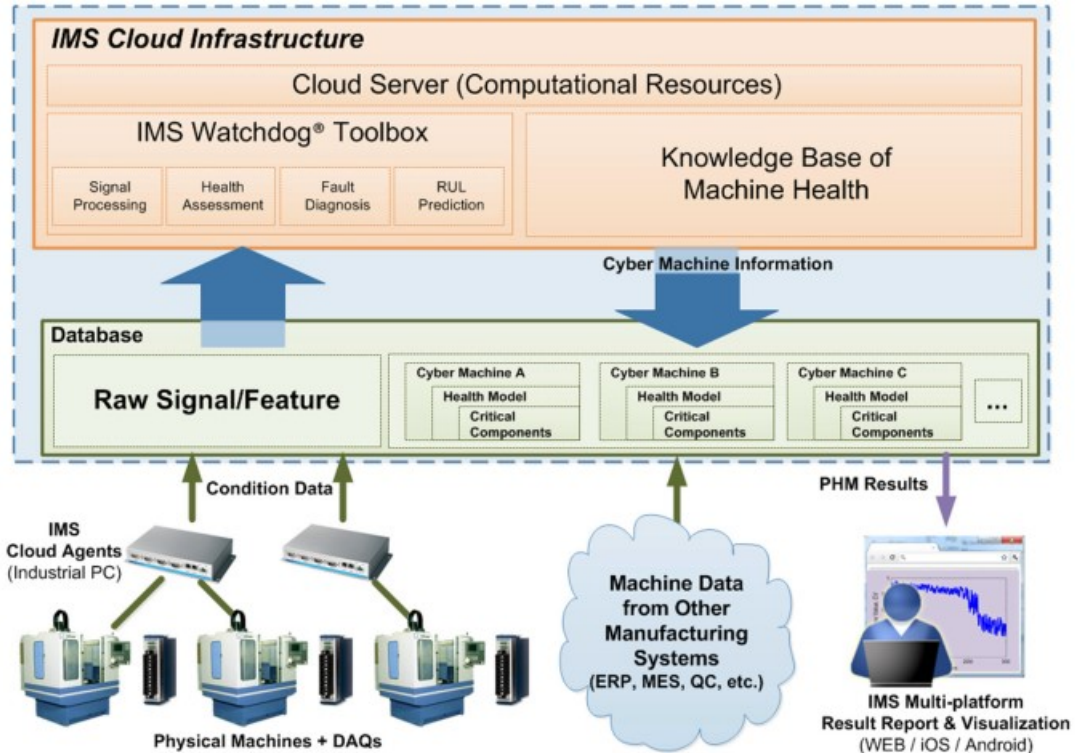 IMS Cloud Infrastructure
Cloud Server (Computational Resources)
IMS Watchdog® Toolbox
Signal
Processing
Health
Assessment
Fault
Diagnosis
RUL
Prediction
Knowledge Base of
Machine Health
Cyber Machine Information
Database
Raw Signal/Feature
Cyber Machine A
Health Model
Critical
Components
Cyber Machine B
Health Model
Critical
Components
Cyber Machine C
Health Model
Critical
Components
...
Condition Data
PHM Results
IMS
Cloud Agents
(Industrial PC)
Machine Data
from Other
Manufacturing
Systems
(ERP, MES, QC, etc.)
Physical Machines + DAQs
IMS Multi-platform
Result Report & Visualization
(WEB / iOS / Android)